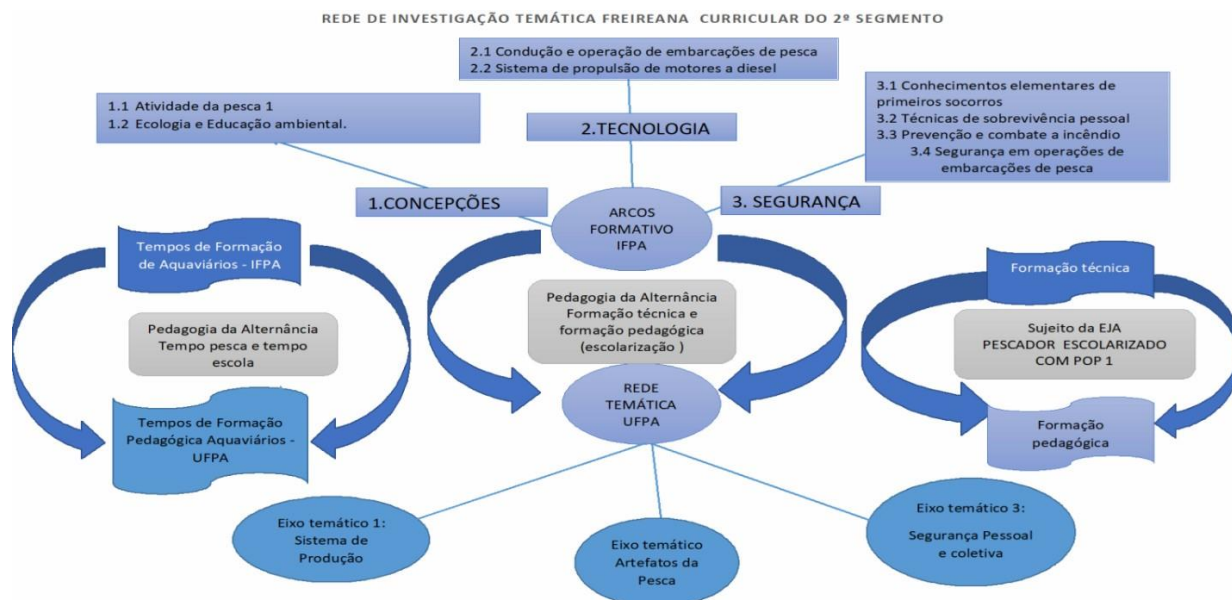 REDE DE INVESTIGAÇÃO TEMÁTICA FREIREANA CURRICULAR DO 2º SEGMENTO
2.1 Condução e operação de embarcações de pesca
2.2 Sistema de propulsão de motores a diesel
1.1 Atividade da pesca 1
1.2 Ecologia e Educação ambiental.
3.1 Conhecimentos elementares de
primeiros socorros
3.2 Técnicas de sobrevivência pessoal
3.3 Prevenção e combate a incêndio
3.4 Segurança em operações de
embarcações de pesca
2.TECNOLOGIA
1.CONCEPÇÕES
3. SEGURANÇA
ARCOS
FORMATIVO
IFPA
Tempos de Formação
de Aquaviários - IFPA
Pedagogia da Alternância
Tempo pesca e tempo
escola
Tempos de Formação
Pedagógica Aquaviários -
UFPA
Pedagogia da Alternância
Formação técnica e
formação pedagógica
(escolarização )
REDE
TEMÁTICA
UFPA
Formação técnica
Sujeito da EJA
PESCADOR ESCOLARIZADO
COM POP 1
Formação
pedagógica
Eixo temático 1:
Sistema de
Produção
Eixo temático
Artefatos da
Pesca
Eixo temático 3:
Segurança Pessoal
e coletiva